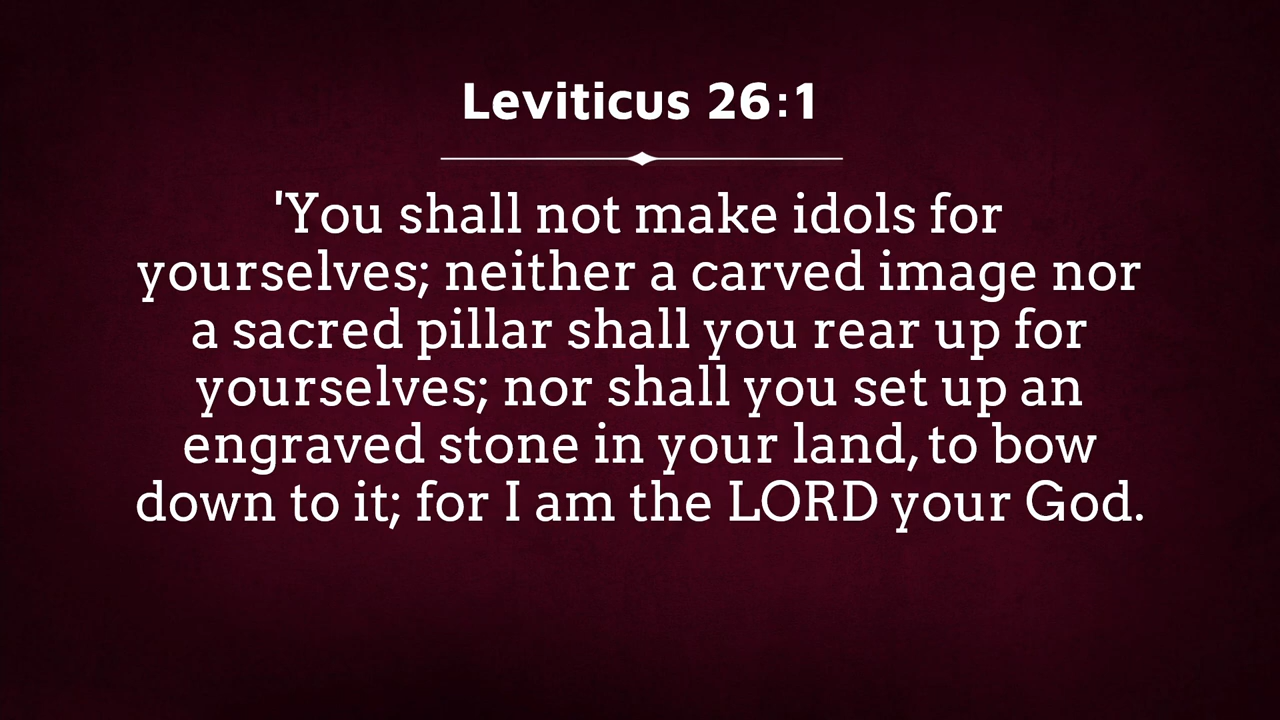 Leviticus 26:1
'You shall not make idols for
yourselves; neither a carved image nor
a sacred pillar shall you rear up for
yourselves; nor shall you set up an
engraved stone in your land, to bow
down to it; for I am the LORD your God.